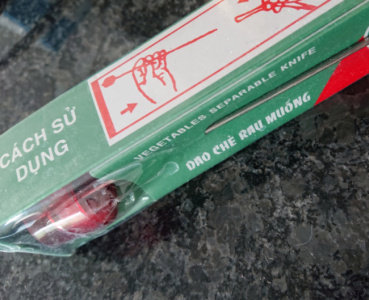 CÁCH SỬ
DỤNG
VEGETABLES SEPARABLE KNIFE
DAO CHẺ RAU MUỐNG